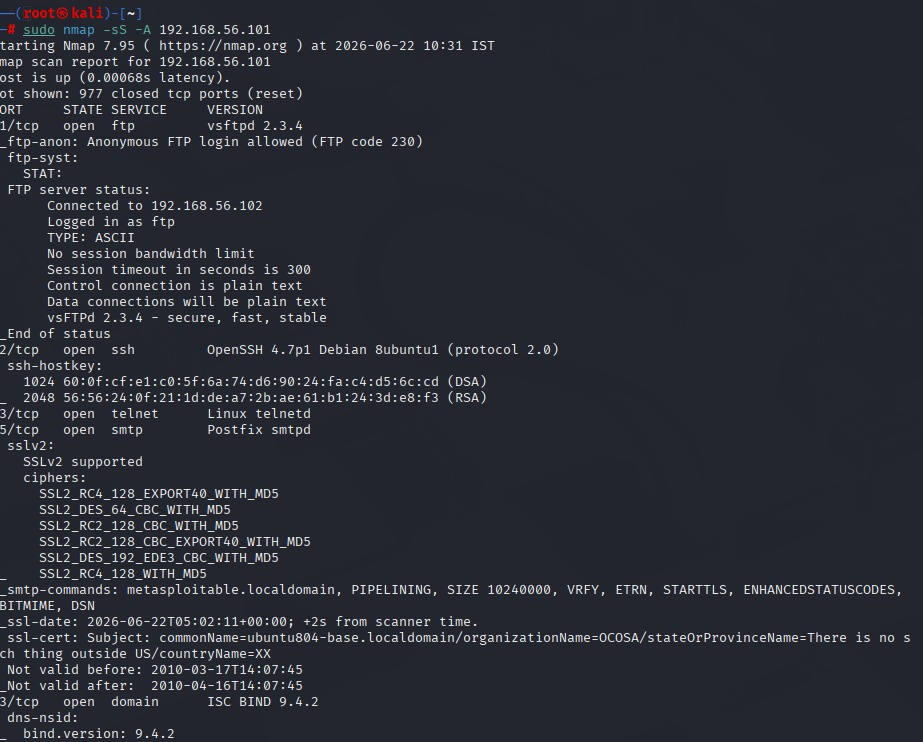 ──(root㉿kali)-[~]
─# sudo nmap -sS -A 192.168.56.101
tarting Nmap 7.95 ( https://nmap.org ) at 2026-06-22 10:31 IST
map scan report for 192.168.56.101
ost is up (0.00068s latency).
ot shown: 977 closed tcp ports (reset)
ORT     STATE SERVICE     VERSION
1/tcp   open  ftp         vsftpd 2.3.4
_ftp-anon: Anonymous FTP login allowed (FTP code 230)
 ftp-syst:
   STAT:
 FTP server status:
      Connected to 192.168.56.102
      Logged in as ftp
      TYPE: ASCII
      No session bandwidth limit
      Session timeout in seconds is 300
      Control connection is plain text
      Data connections will be plain text
      vsFTPd 2.3.4 - secure, fast, stable
_End of status
2/tcp   open  ssh         OpenSSH 4.7p1 Debian 8ubuntu1 (protocol 2.0)
 ssh-hostkey:
   1024 60:0f:cf:e1:c0:5f:6a:74:d6:90:24:fa:c4:d5:6c:cd (DSA)
_  2048 56:56:24:0f:21:1d:de:a7:2b:ae:61:b1:24:3d:e8:f3 (RSA)
3/tcp   open  telnet      Linux telnetd
5/tcp   open  smtp        Postfix smtpd
 sslv2:
   SSLv2 supported
   ciphers:
     SSL2_RC4_128_EXPORT40_WITH_MD5
     SSL2_DES_64_CBC_WITH_MD5
     SSL2_RC2_128_CBC_WITH_MD5
     SSL2_RC2_128_CBC_EXPORT40_WITH_MD5
     SSL2_DES_192_EDE3_CBC_WITH_MD5
_    SSL2_RC4_128_WITH_MD5
_smtp-commands: metasploitable.localdomain, PIPELINING, SIZE 10240000, VRFY, ETRN, STARTTLS, ENHANCEDSTATUSCODES,
BITMIME, DSN
_ssl-date: 2026-06-22T05:02:11+00:00; +2s from scanner time.
 ssl-cert: Subject: commonName=ubuntu804-base.localdomain/organizationName=OCOSA/stateOrProvinceName=There is no s
ch thing outside US/countryName=XX
 Not valid before: 2010-03-17T14:07:45
_Not valid after:  2010-04-16T14:07:45
3/tcp   open  domain      ISC BIND 9.4.2
 dns-nsid:
_  bind.version: 9.4.2